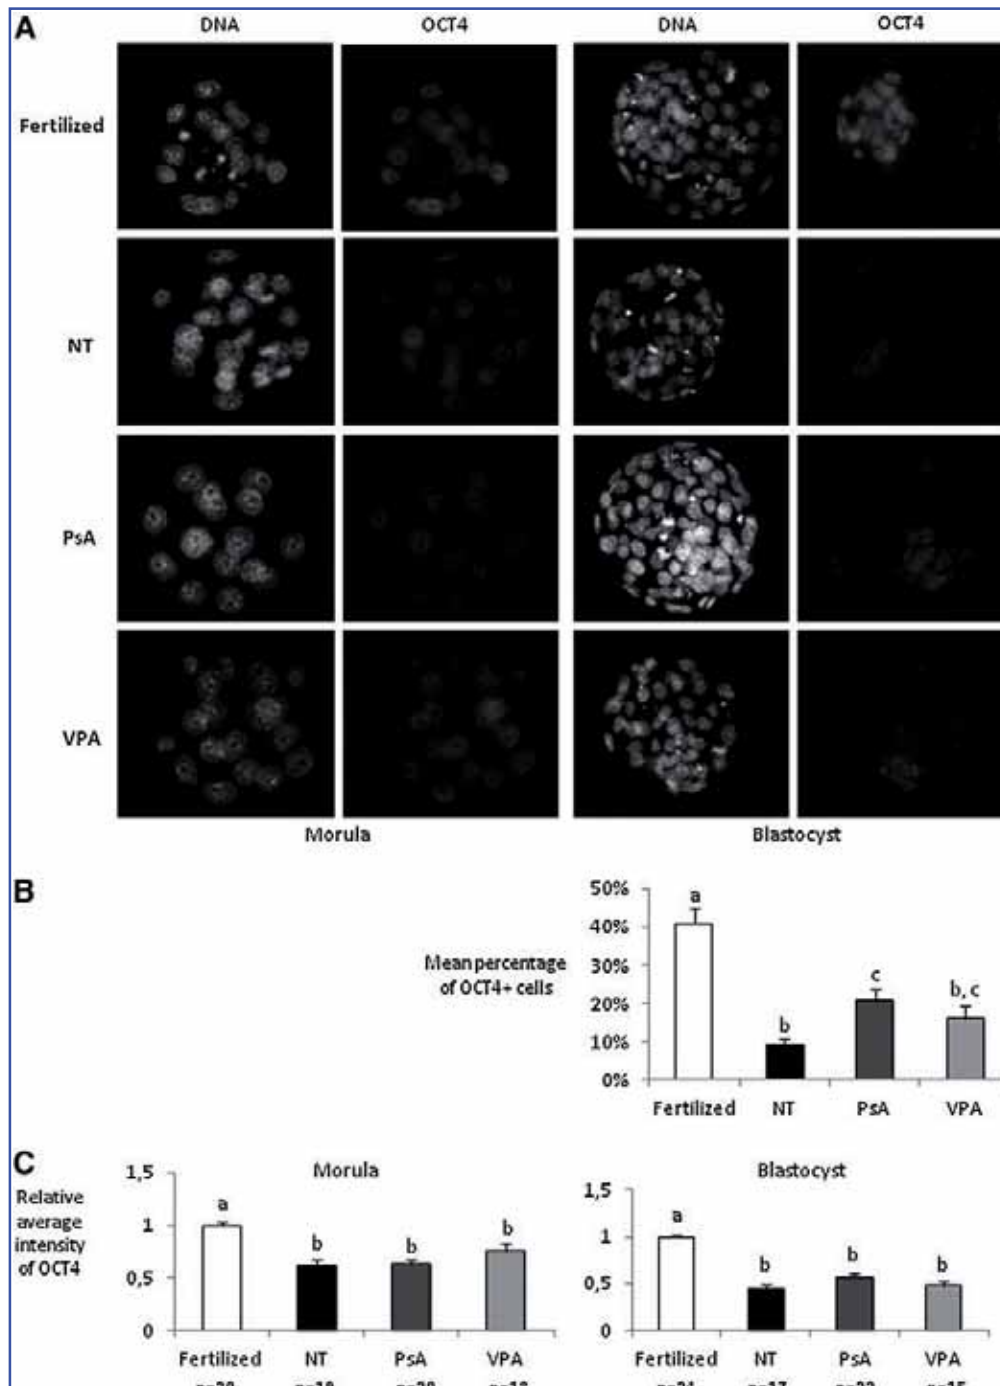 A
DNA OCT4 DNA OCT4
Fertilized
NT
PsA
VPA
Morula Blastocyst
B
50%
40%
30%
20%
10%
0%
Mean percentage
of OCT4+ cells
a
b
c
b, c
Fertilized NT PsA VPA
C
Morula
Relative
average
intensity
of OCT4
1,5
1
0,5
0
a
b
b
b
Fertilized NT PsA VPA
Blastocyst
1,5
1
0,5
0
a
b
b
b
Fertilized NT PsA VPA